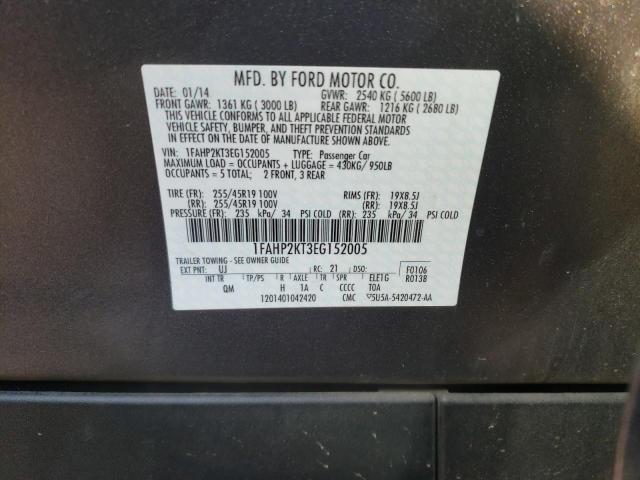 MFD. BY FORD MOTOR CO.
DATE: 01/14 GVWR: 2540 KG ( 5600 LB)
FRONT GAWR: 1361 KG ( 3000 LB) REAR GAWR: 1216 KG ( 2680 LB)
THIS VEHICLE CONFORMS TO ALL APPLICABLE FEDERAL MOTOR
VEHICLE SAFETY, BUMPER, AND THEFT PREVENTION STANDARDS
IN EFFECT ON THE DATE OF MANUFACTURE SHOWN ABOVE.
VIN: 1FAHP2KT3EG152005 TYPE: Passenger Car
MAXIMUM LOAD = OCCUPANTS + LUGGAGE = 430KG/ 950LB
OCCUPANTS = 5 TOTAL; 2 FRONT, 3 REAR
TIRE (FR): 255/45R19 100V RIMS (FR): 19X8.5J
(RR): 255/45R19 100V (RR): 19X8.5J
PRESSURE (FR): 235 kPa/ 34 PSI COLD (RR): 235 kPa/ 34 PSI COLD
1FAHP2KT3EG152005
TRAILER TOWING - SEE OWNER GUIDE
EXT PNT: UJ RC: 21 DSO: F0106
INT TR TP/PS R AXLE TR SPR ELE1G R0138
QM H 1A C CCCC TOA
1201401042420 CMC 5U5A-5420472-AA